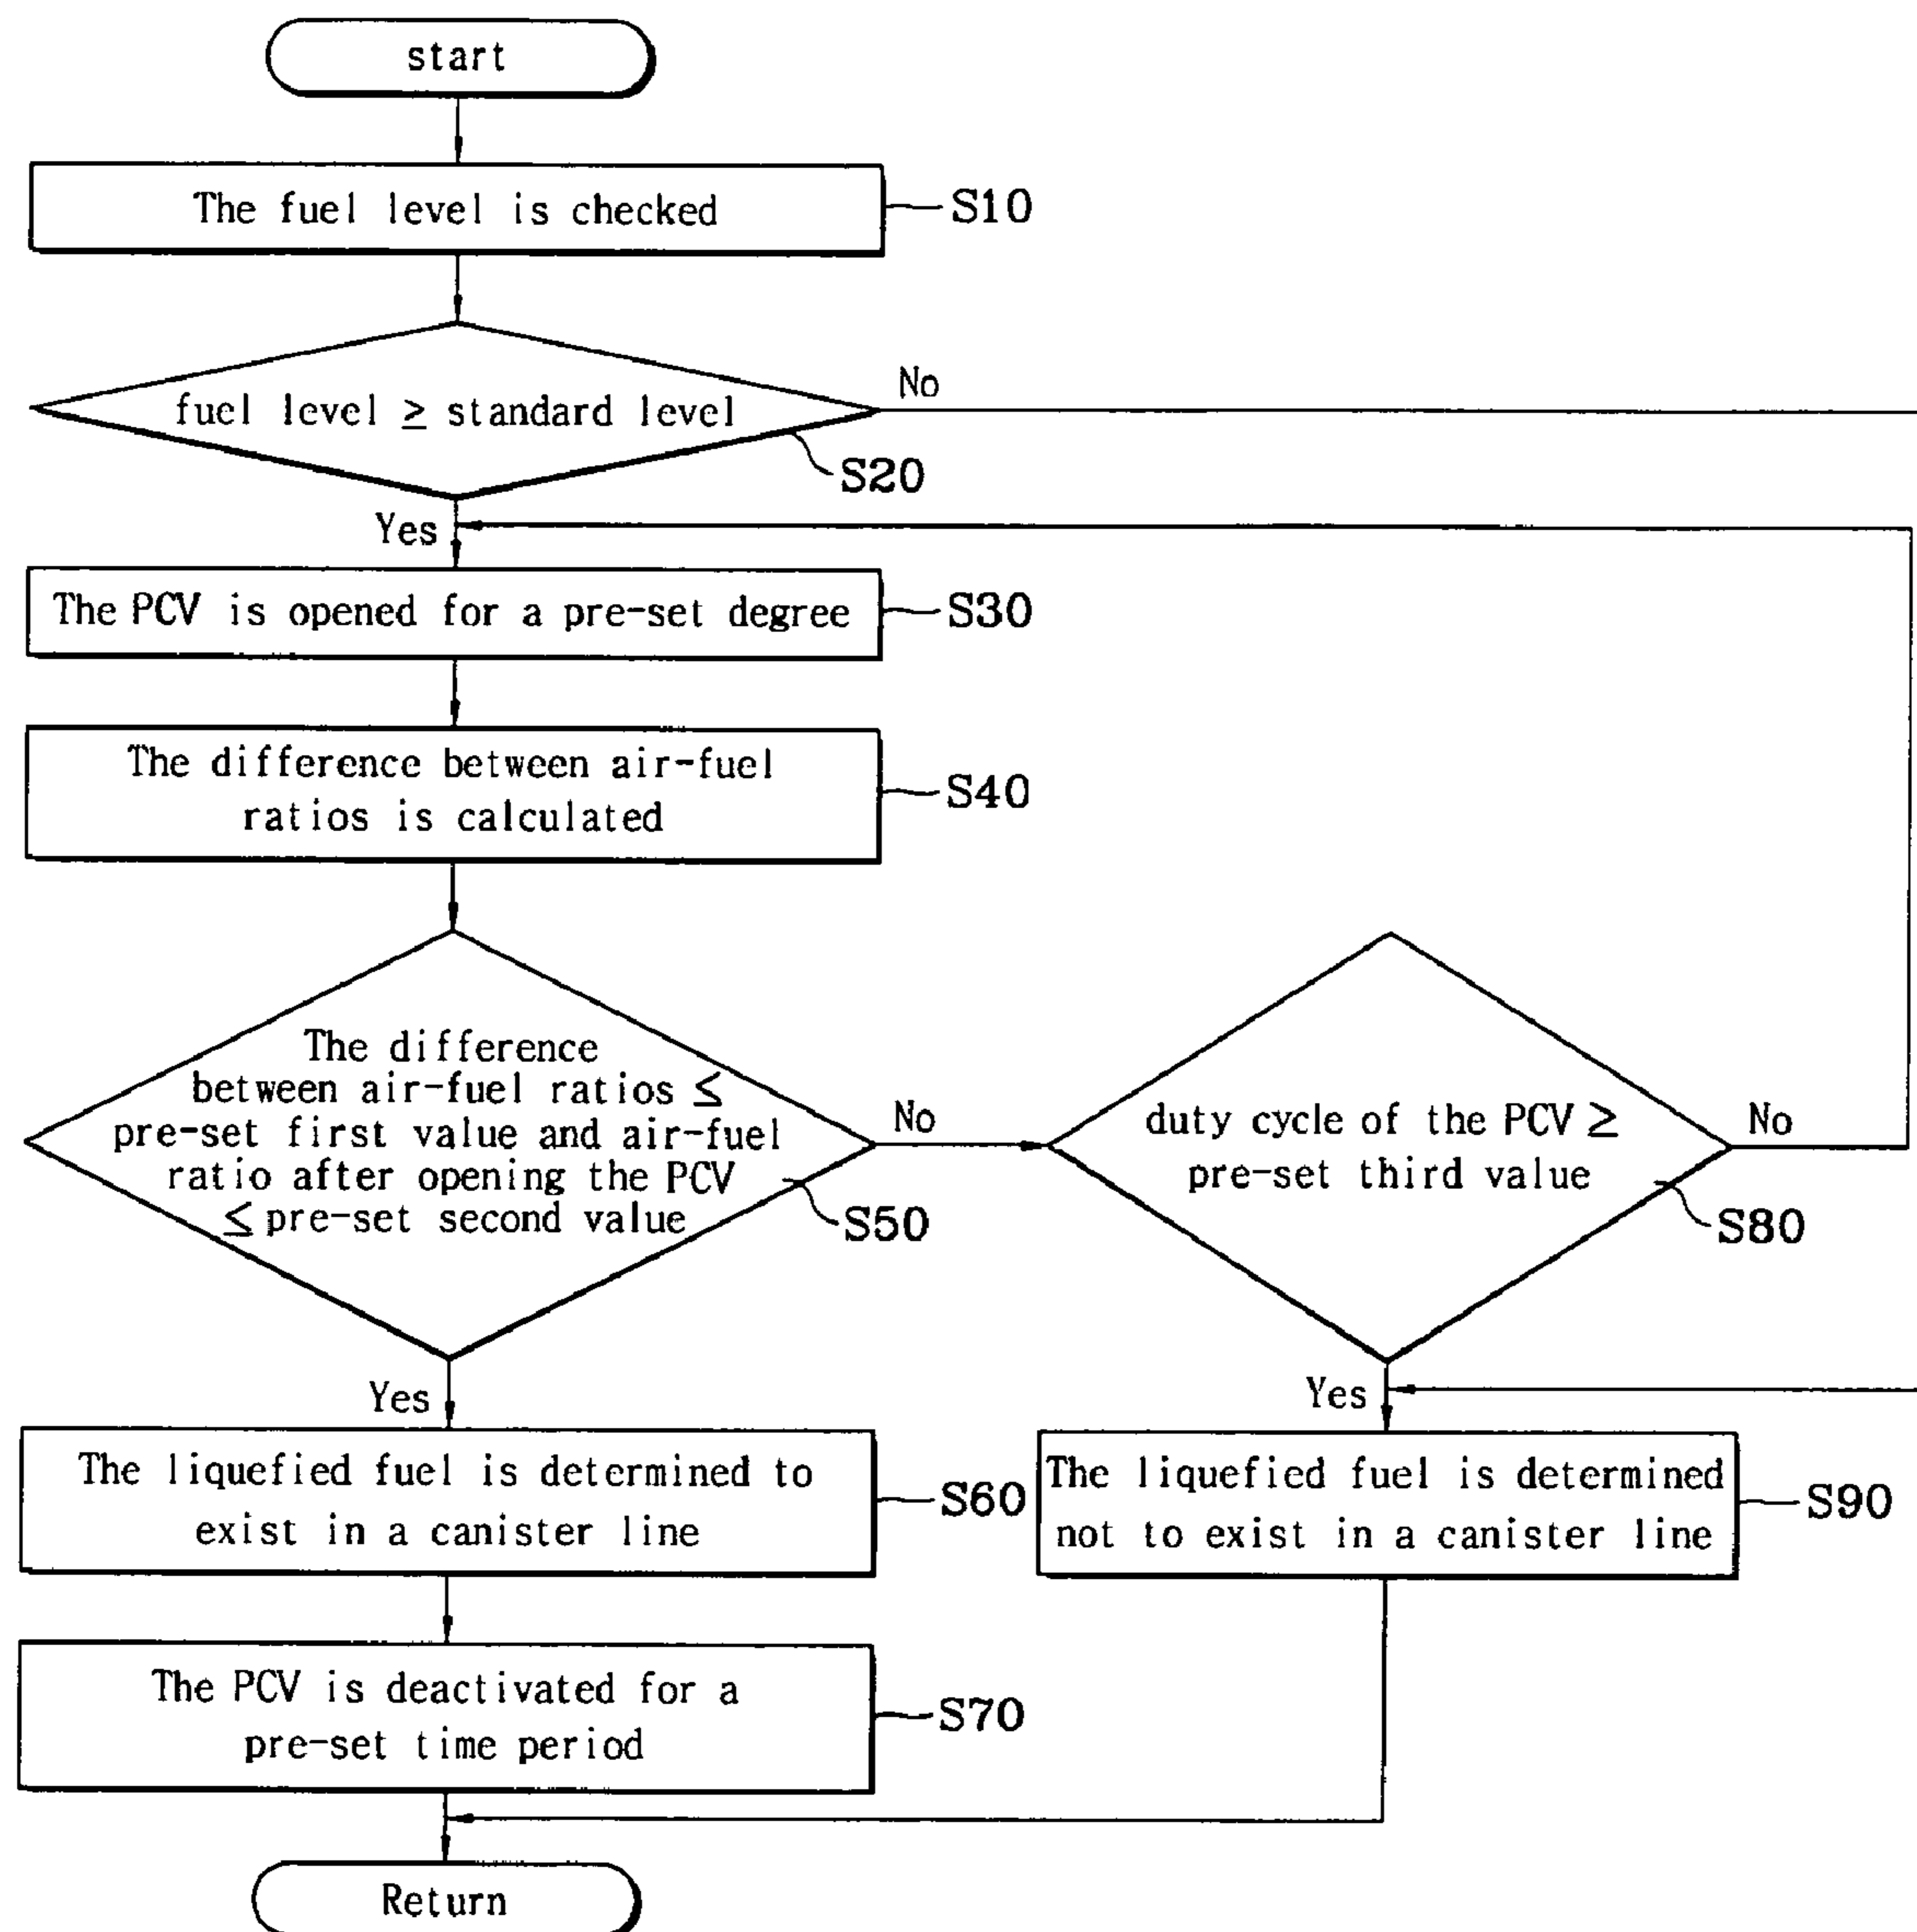 start
The fuel level is checked
S10
fuel level ≥ standard level
No
S20
Yes
The PCV is opened for a pre-set degree
S30
The difference between air-fuel
ratios is calculated
S40
The difference
between air-fuel ratios ≤
pre-set first value and air-fuel
ratio after opening the PCV
≤ pre-set second value
No
S50
duty cycle of the PCV ≥
pre-set third value
No
S80
Yes
Yes
The liquefied fuel is determined to
exist in a canister line
S60
The liquefied fuel is determined
not to exist in a canister line
S90
The PCV is deactivated for a
pre-set time period
S70
Return